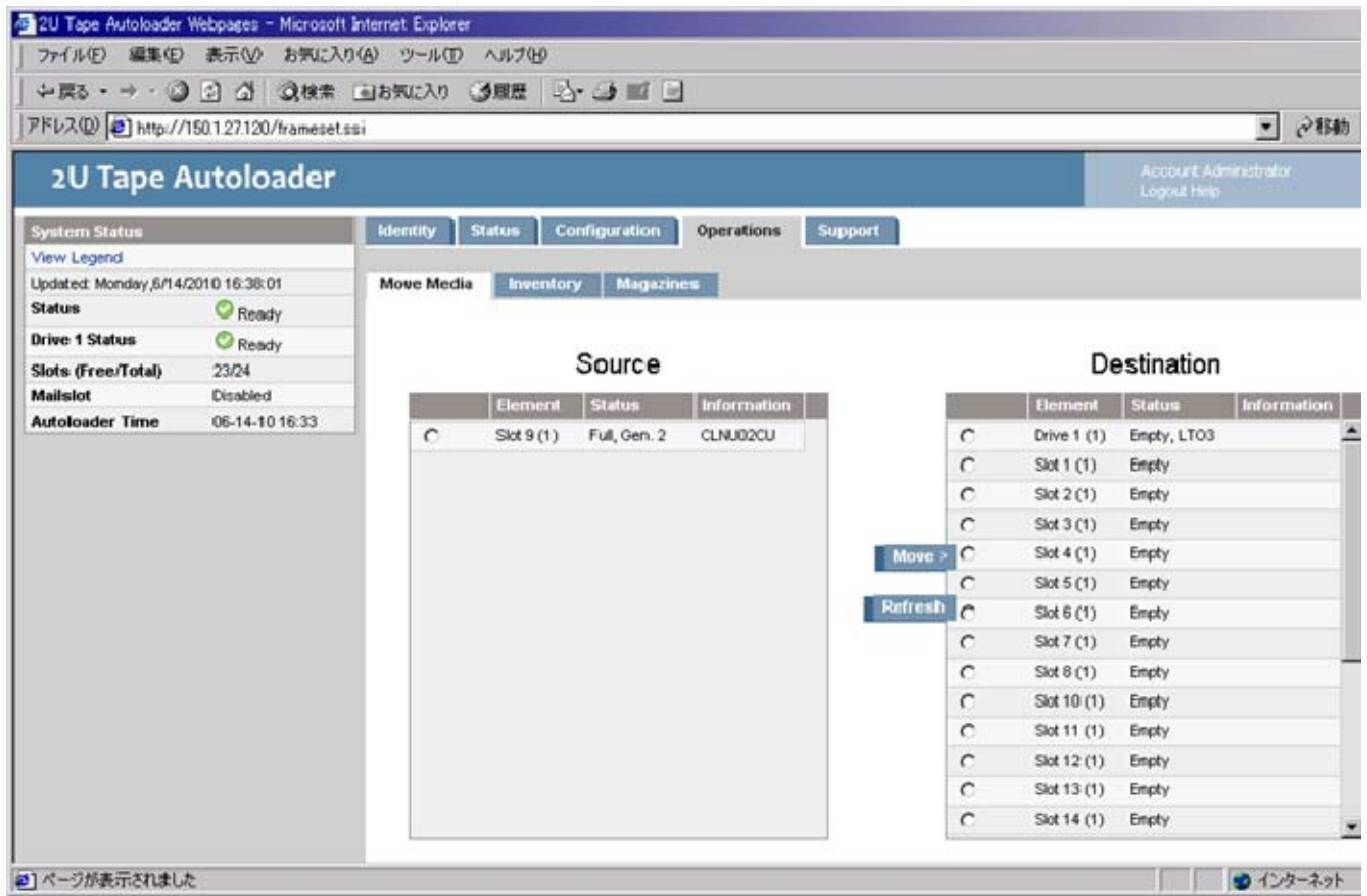 2U Tape Autoloader Webpages - Microsoft Internet Explorer
ファイル(F) 編集(E) 表示(V) お気に入り(A) ツール(T) ヘルプ(H)
戻る 検索 お気に入り 履歴
アドレス(D) http://150.1.27.120/frameset.ssi 移動
2U Tape Autoloader
Account: Administrator
Logout Help
System Status
View Legend
Updated: Monday,6/14/2010 16:38:01
Status Ready
Drive 1 Status Ready
Slots (Free/Total) 23/24
Mailslot Disabled
Autoloader Time 06-14-10 16:33
Identity Status Configuration Operations Support
Move Media Inventory Magazines
Source
Element Status Information
Slot 9 (1) Full, Gen. 2 CLNU02CU
Move >
Refresh
Destination
Element Status Information
Drive 1 (1) Empty, LTO3
Slot 1 (1) Empty
Slot 2 (1) Empty
Slot 3 (1) Empty
Slot 4 (1) Empty
Slot 5 (1) Empty
Slot 6 (1) Empty
Slot 7 (1) Empty
Slot 8 (1) Empty
Slot 10 (1) Empty
Slot 11 (1) Empty
Slot 12 (1) Empty
Slot 13 (1) Empty
Slot 14 (1) Empty
ページが表示されました インターネット